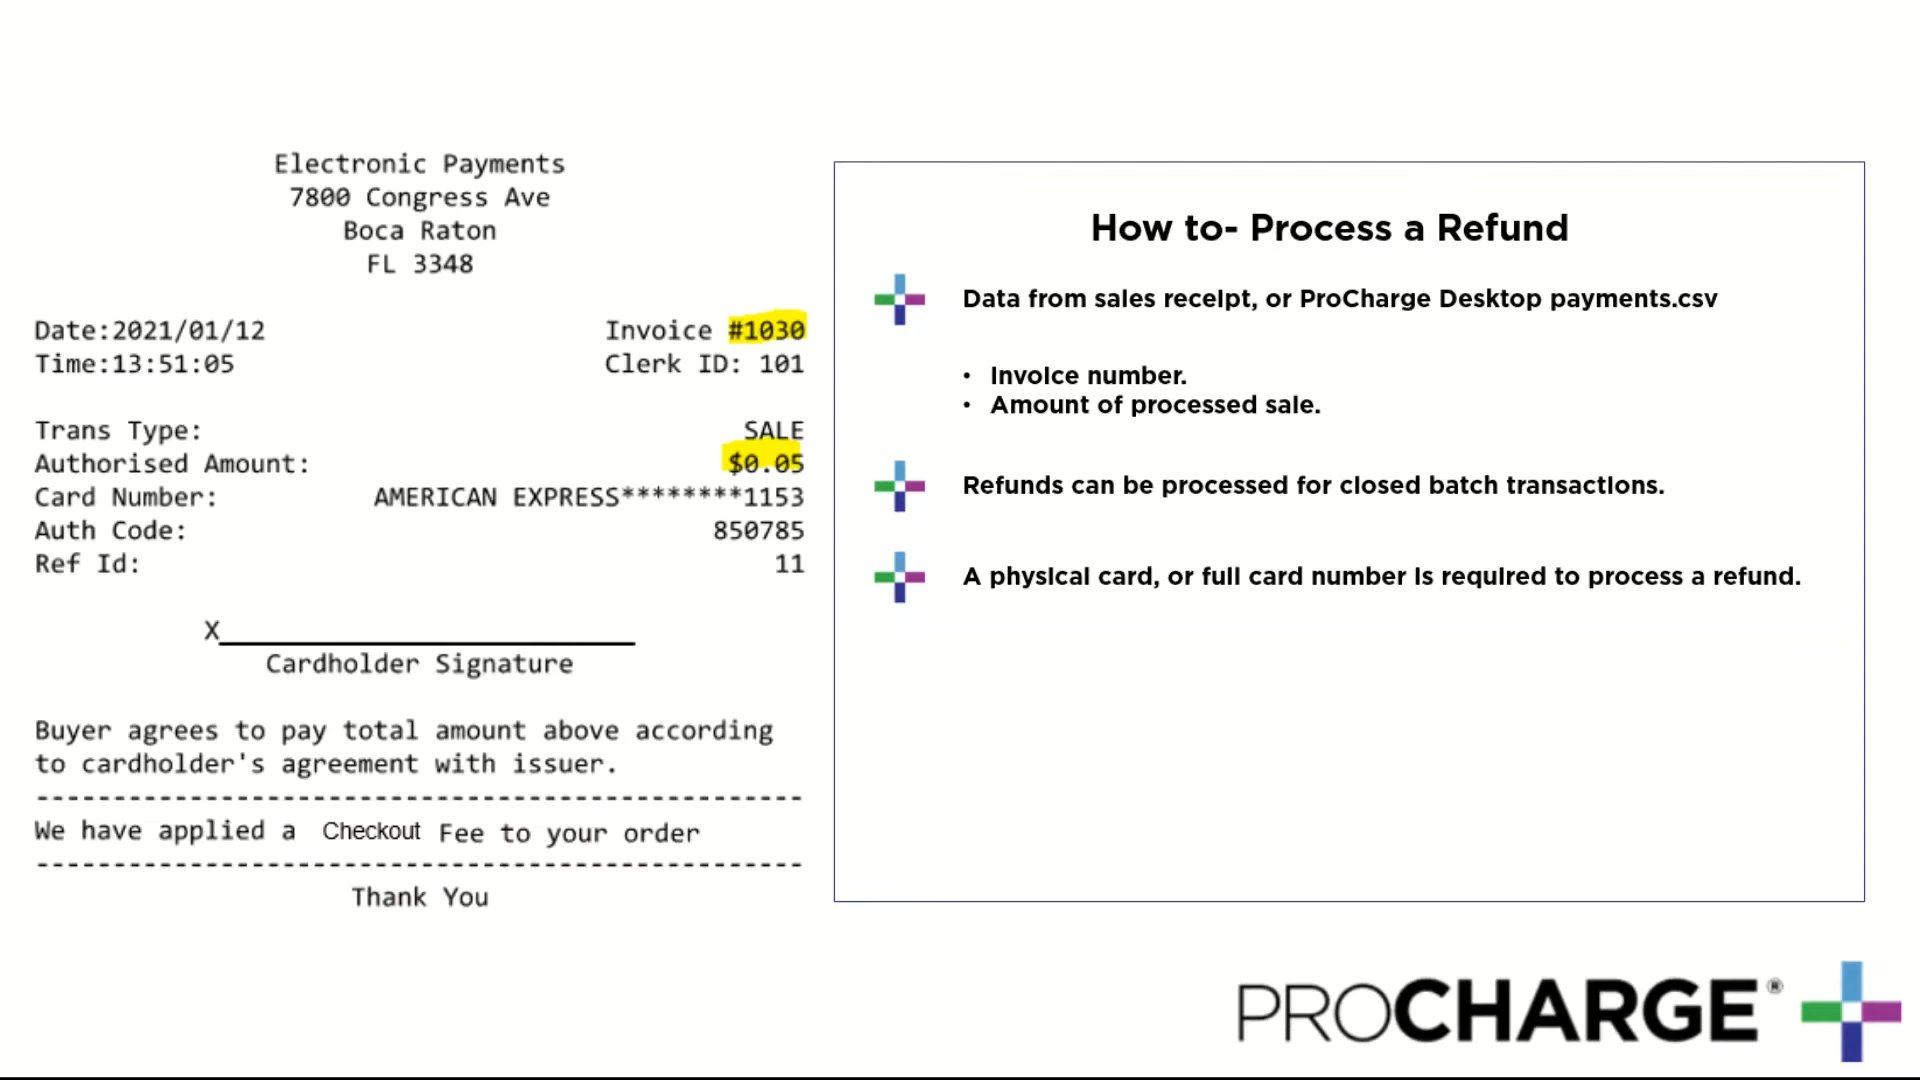 Electronic Payments
7800 Congress Ave
Boca Raton
FL 3348
Date:2021/01/12 Invoice #1030
Time:13:51:05 Clerk ID: 101
Trans Type: SALE
Authorised Amount: $0.05
Card Number: AMERICAN EXPRESS********1153
Auth Code: 850785
Ref Id: 11
X
Cardholder Signature
Buyer agrees to pay total amount above according
to cardholder's agreement with issuer.
We have applied a Checkout Fee to your order
Thank You
How to- Process a Refund
Data from sales receipt, or ProCharge Desktop payments.csv
• Invoice number.
• Amount of processed sale.
Refunds can be processed for closed batch transactions.
A physical card, or full card number is required to process a refund.
PROCHARGE®